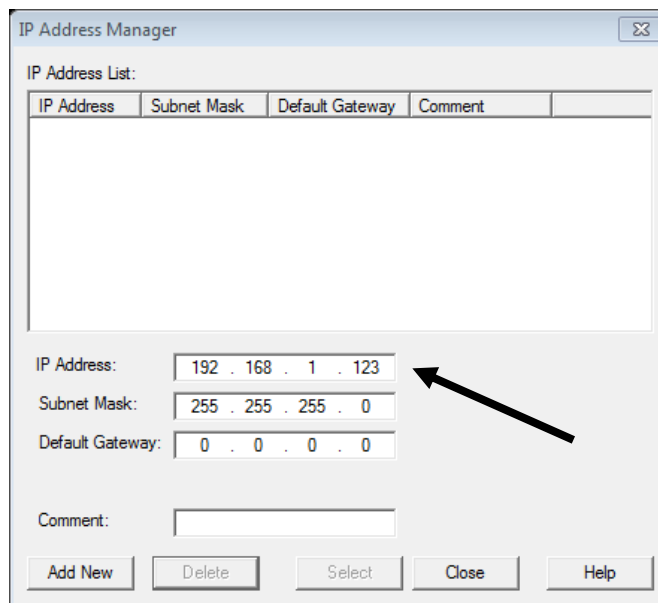 IP Address Manager
IP Address List:
IP Address Subnet Mask Default Gateway Comment
IP Address: 192 . 168 . 1 . 123
Subnet Mask: 255 . 255 . 255 . 0
Default Gateway: 0 . 0 . 0 . 0
Comment:
Add New Delete Select Close Help